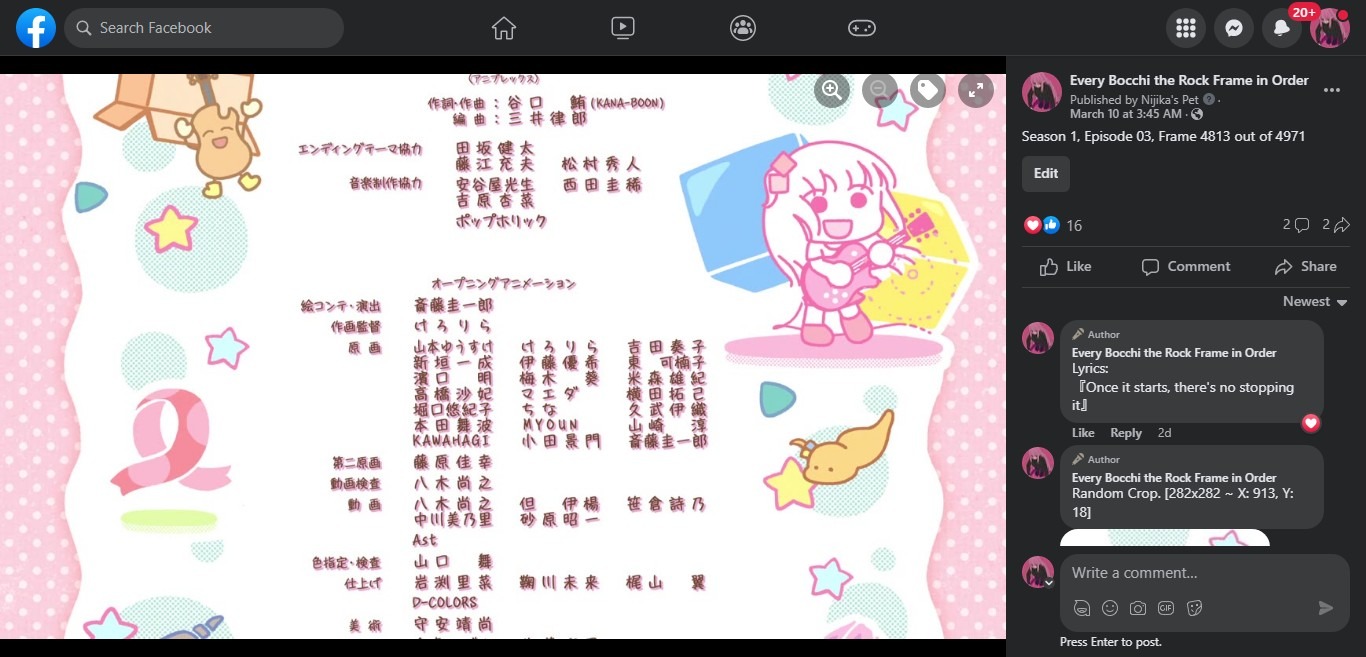 Search Facebook
20+
(アニプレックス)
作詞・作曲 : 谷口 鮪 (KANA-BOON)
編曲 : 三井律郎
エンディングテーマ協力 田坂健太
藤江充夫 松村秀人
音楽制作協力 安谷屋光生 西田圭稀
吉原杏菜
ポップホリック
オープニングアニメーション
絵コンテ・演出 斎藤圭一郎
作画監督 けろりら
原画 山本ゆうすけ けろりら 吉田奏子
新垣一成 伊藤優希 東 可楠子
濱口 明 梅木 葵 米森雄紀
高橋沙妃 マエダ 横田拓己
堀口悠紀子 ちな 久武伊織
本田舞波 MYOUN 山崎 淳
KAWAHAGI 小田景門 斎藤圭一郎
第二原画 藤原佳幸
動画検査 八木尚之
動画 八木尚之 但 伊楊 笹倉詩乃
中川美乃里 砂原昭一
Ast
色指定・検査 山口 舞
仕上げ 岩渕里菜 鞠川未来 梶山 翼
D-COLORS
美術 守安靖尚
Every Bocchi the Rock Frame in Order
Published by Nijika's Pet
March 10 at 3:45 AM ·
Season 1, Episode 03, Frame 4813 out of 4971
Edit
16
2 2
Like Comment Share
Newest
Author
Every Bocchi the Rock Frame in Order
Lyrics:
『Once it starts, there's no stopping
it』
Like Reply 2d
Author
Every Bocchi the Rock Frame in Order
Random Crop. [282x282 ~ X: 913, Y:
18]
Write a comment...
GIF
Press Enter to post.